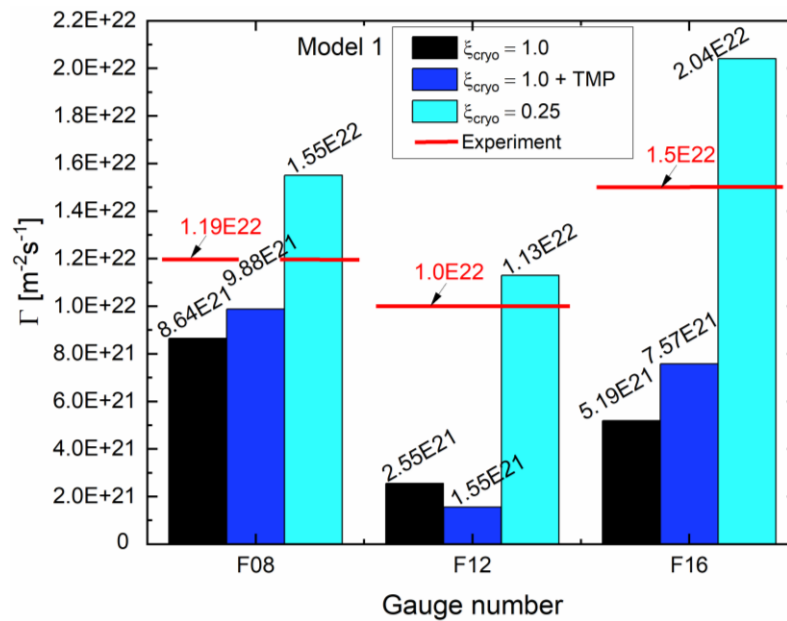 2.2E+22
2.0E+22
1.8E+22
1.6E+22
1.4E+22
1.2E+22
1.0E+22
8.0E+21
6.0E+21
4.0E+21
2.0E+21
0
Γ [m⁻²s⁻¹]
Model 1
ξcryo = 1.0
ξcryo = 1.0 + TMP
ξcryo = 0.25
Experiment
1.19E22
8.64E21
9.88E21
1.55E22
1.0E22
2.55E21
1.55E21
1.13E22
1.5E22
5.19E21
7.57E21
2.04E22
F08
F12
F16
Gauge number